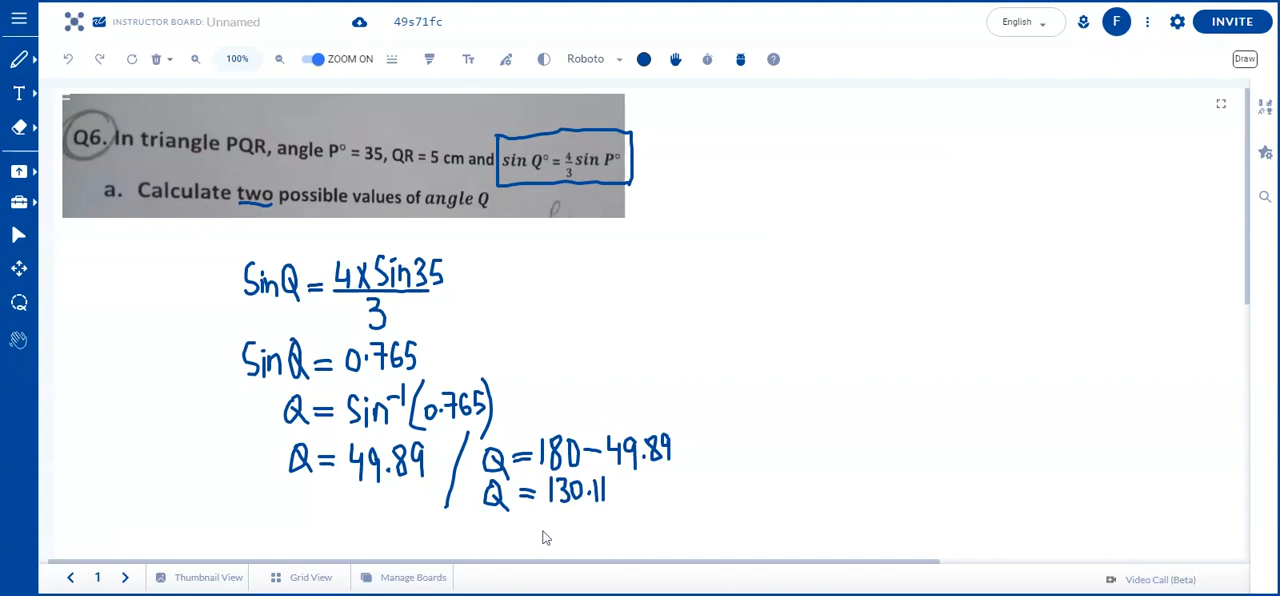 INSTRUCTOR BOARD: Unnamed 49s71fc English F INVITE
100% ZOOM ON Tт Roboto Draw
Q6. In triangle PQR, angle P° = 35, QR = 5 cm and sin Q° = 4/3 sin P°
a. Calculate two possible values of angle Q
P
SinQ = 4 x Sin35 / 3
SinQ = 0.765
Q = Sin⁻¹(0.765)
Q = 49.89 / Q = 180 - 49.89
Q = 130.11
1 Thumbnail View Grid View Manage Boards Video Call (Beta)